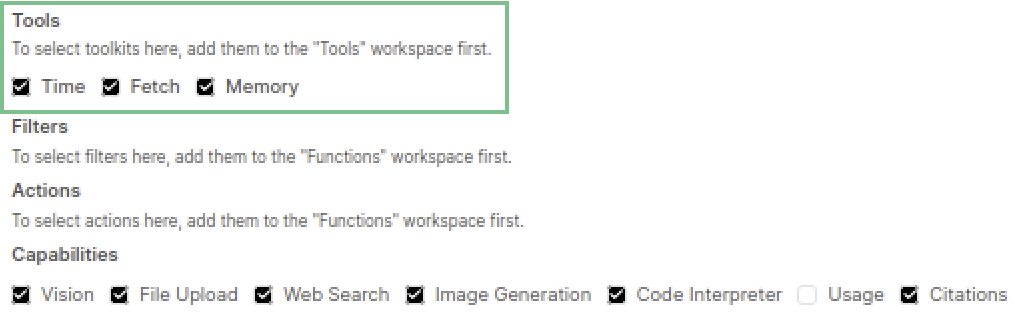 Tools
To select toolkits here, add them to the "Tools" workspace first.
Time Fetch Memory
Filters
To select filters here, add them to the "Functions" workspace first.
Actions
To select actions here, add them to the "Functions" workspace first.
Capabilities
Vision File Upload Web Search Image Generation Code Interpreter Usage Citations